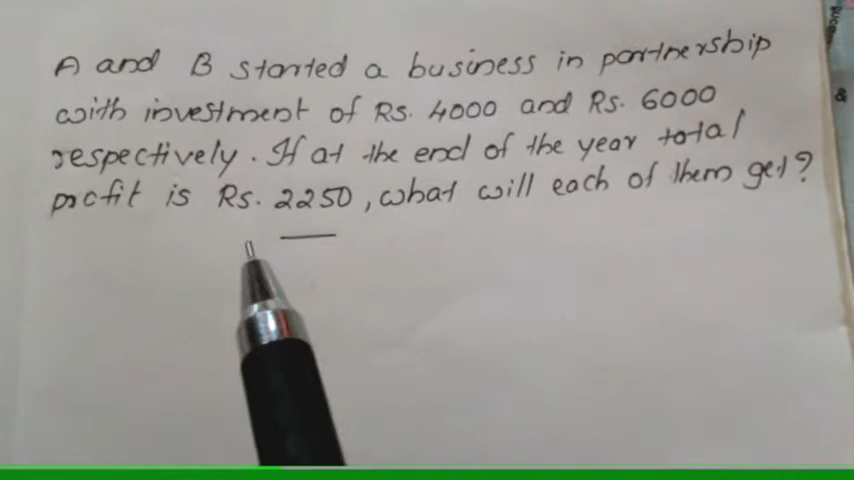 A and B started a business in partnership
with investment of Rs. 4000 and Rs. 6000
respectively. If at the end of the year total
profit is Rs. 2250, what will each of them get?
&